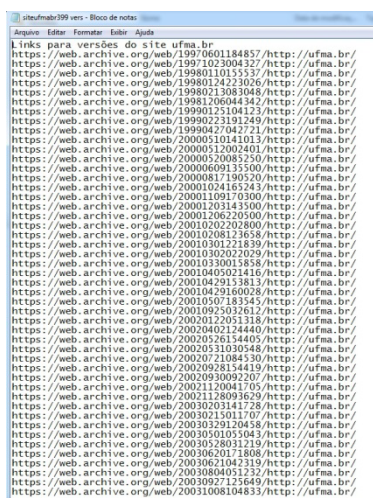 siteufmabr399 vers - Bloco de notas
Arquivo Editar Formatar Exibir Ajuda
Links para versões do site ufma.br
https://web.archive.org/web/19970601184857/http://ufma.br/
https://web.archive.org/web/19971023004327/http://ufma.br/
https://web.archive.org/web/19980110155537/http://ufma.br/
https://web.archive.org/web/19980124223026/http://ufma.br/
https://web.archive.org/web/19980213083048/http://ufma.br/
https://web.archive.org/web/19981206044342/http://ufma.br/
https://web.archive.org/web/19990125104123/http://ufma.br/
https://web.archive.org/web/19990223191249/http://ufma.br/
https://web.archive.org/web/19990427042721/http://ufma.br/
https://web.archive.org/web/20000510141013/http://ufma.br/
https://web.archive.org/web/20000512002401/http://ufma.br/
https://web.archive.org/web/20000520085250/http://ufma.br/
https://web.archive.org/web/20000609135500/http://ufma.br/
https://web.archive.org/web/20000817190520/http://ufma.br/
https://web.archive.org/web/20001024165243/http://ufma.br/
https://web.archive.org/web/20001109170300/http://ufma.br/
https://web.archive.org/web/20001203143500/http://ufma.br/
https://web.archive.org/web/20001206220500/http://ufma.br/
https://web.archive.org/web/20010202202800/http://ufma.br/
https://web.archive.org/web/20010208123658/http://ufma.br/
https://web.archive.org/web/20010301221839/http://ufma.br/
https://web.archive.org/web/20010302022029/http://ufma.br/
https://web.archive.org/web/20010330015858/http://ufma.br/
https://web.archive.org/web/20010405021416/http://ufma.br/
https://web.archive.org/web/20010429153813/http://ufma.br/
https://web.archive.org/web/20010429160028/http://ufma.br/
https://web.archive.org/web/20010507183545/http://ufma.br/
https://web.archive.org/web/20010925032612/http://ufma.br/
https://web.archive.org/web/20020122051318/http://ufma.br/
https://web.archive.org/web/20020402124440/http://ufma.br/
https://web.archive.org/web/20020526154405/http://ufma.br/
https://web.archive.org/web/20020531030548/http://ufma.br/
https://web.archive.org/web/20020721084530/http://ufma.br/
https://web.archive.org/web/20020928154419/http://ufma.br/
https://web.archive.org/web/20020930092207/http://ufma.br/
https://web.archive.org/web/20021120041705/http://ufma.br/
https://web.archive.org/web/20021128093629/http://ufma.br/
https://web.archive.org/web/20030203141728/http://ufma.br/
https://web.archive.org/web/20030215011707/http://ufma.br/
https://web.archive.org/web/20030329120458/http://ufma.br/
https://web.archive.org/web/20030501055043/http://ufma.br/
https://web.archive.org/web/20030528031219/http://ufma.br/
https://web.archive.org/web/20030620171808/http://ufma.br/
https://web.archive.org/web/20030621042319/http://ufma.br/
https://web.archive.org/web/20030804051232/http://ufma.br/
https://web.archive.org/web/20030927125649/http://ufma.br/
https://web.archive.org/web/20031008104833/http://ufma.br/